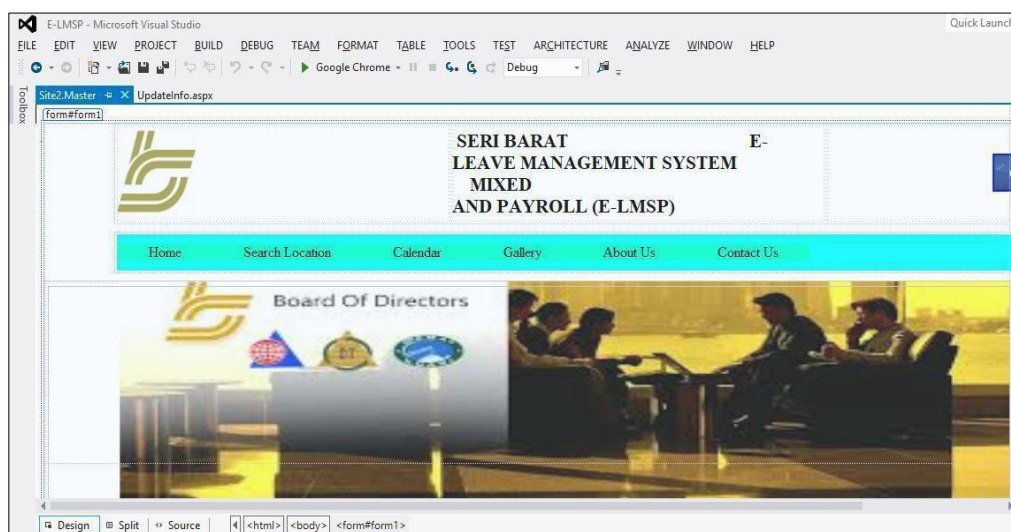 E-LMSP - Microsoft Visual Studio
Quick Launch
FILE EDIT VIEW PROJECT BUILD DEBUG TEAM FORMAT TABLE TOOLS TEST ARCHITECTURE ANALYZE WINDOW HELP
Google Chrome Debug
Toolbox
Site2.Master UpdateInfo.aspx
form#form1
SERI BARAT E-
LEAVE MANAGEMENT SYSTEM
MIXED
AND PAYROLL (E-LMSP)
Home Search Location Calendar Gallery About Us Contact Us
Board Of Directors
Design Split Source <html> <body> <form#form1>